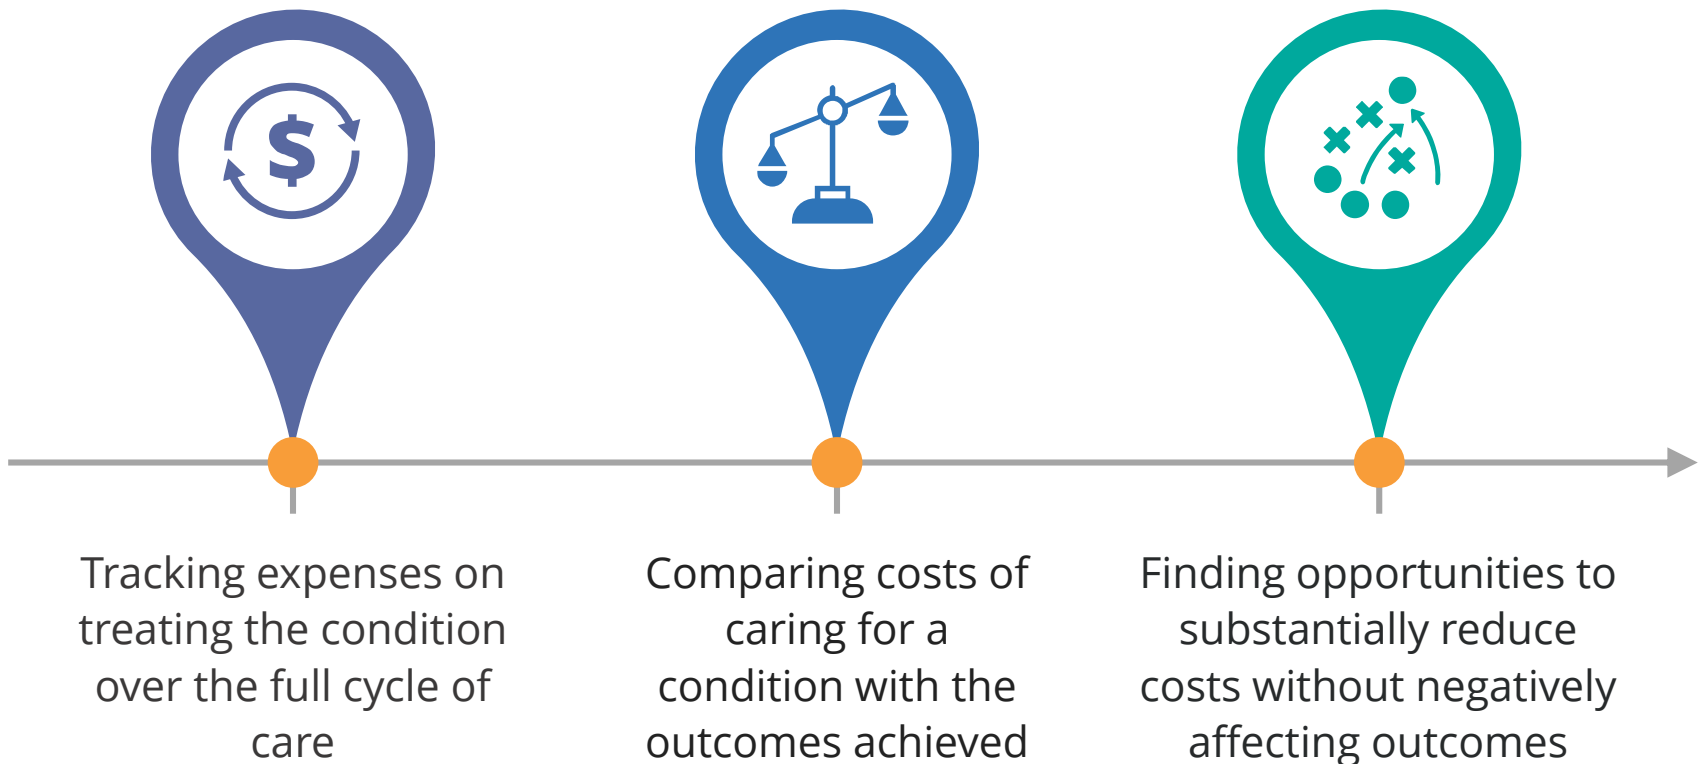 $
Tracking expenses on
treating the condition
over the full cycle of
care
Comparing costs of
caring for a
condition with the
outcomes achieved
Finding opportunities to
substantially reduce
costs without negatively
affecting outcomes